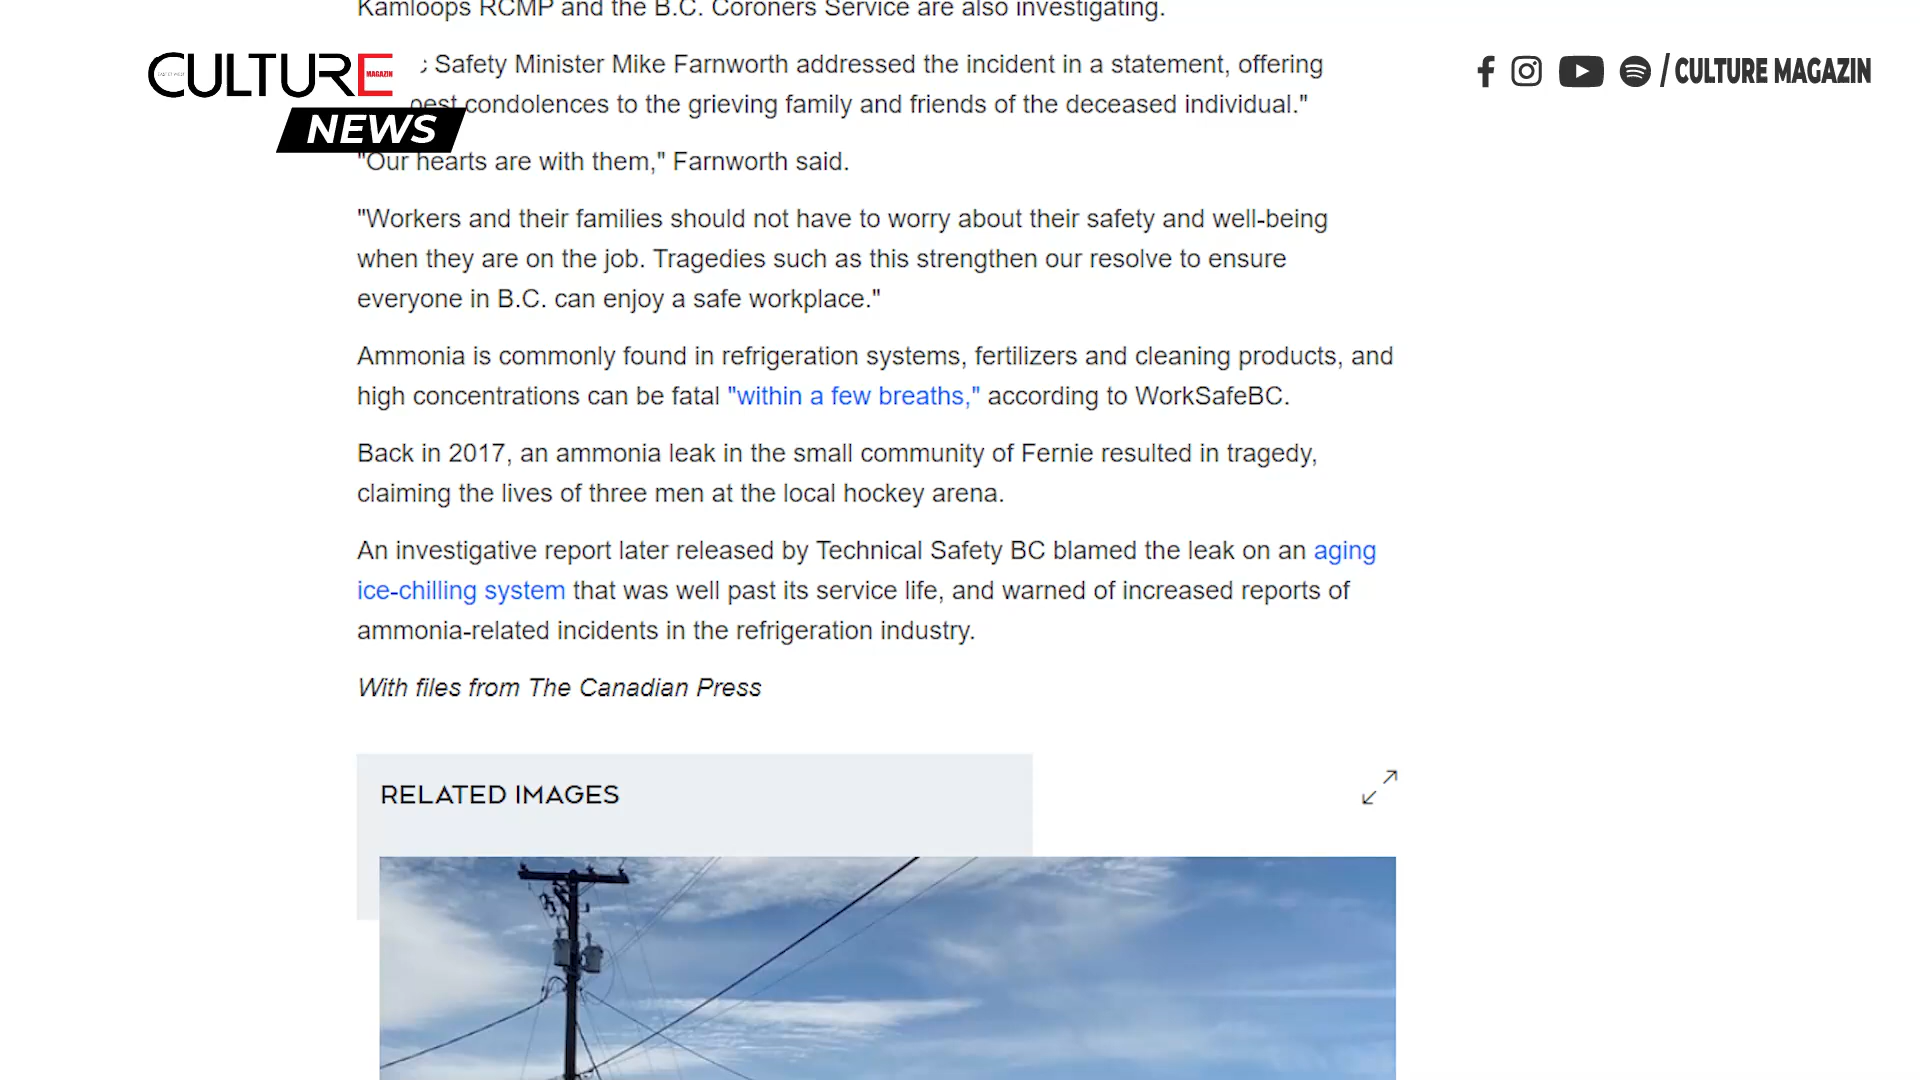 Kamloops RCMP and the B.C. Coroners Service are also investigating.
CULTURE
MAGAZIN
NEWS
/ CULTURE MAGAZIN
Safety Minister Mike Farnworth addressed the incident in a statement, offering
condolences to the grieving family and friends of the deceased individual."
"Our hearts are with them," Farnworth said.
"Workers and their families should not have to worry about their safety and well-being
when they are on the job. Tragedies such as this strengthen our resolve to ensure
everyone in B.C. can enjoy a safe workplace."
Ammonia is commonly found in refrigeration systems, fertilizers and cleaning products, and
high concentrations can be fatal "within a few breaths," according to WorkSafeBC.
Back in 2017, an ammonia leak in the small community of Fernie resulted in tragedy,
claiming the lives of three men at the local hockey arena.
An investigative report later released by Technical Safety BC blamed the leak on an aging
ice-chilling system that was well past its service life, and warned of increased reports of
ammonia-related incidents in the refrigeration industry.
With files from The Canadian Press
RELATED IMAGES